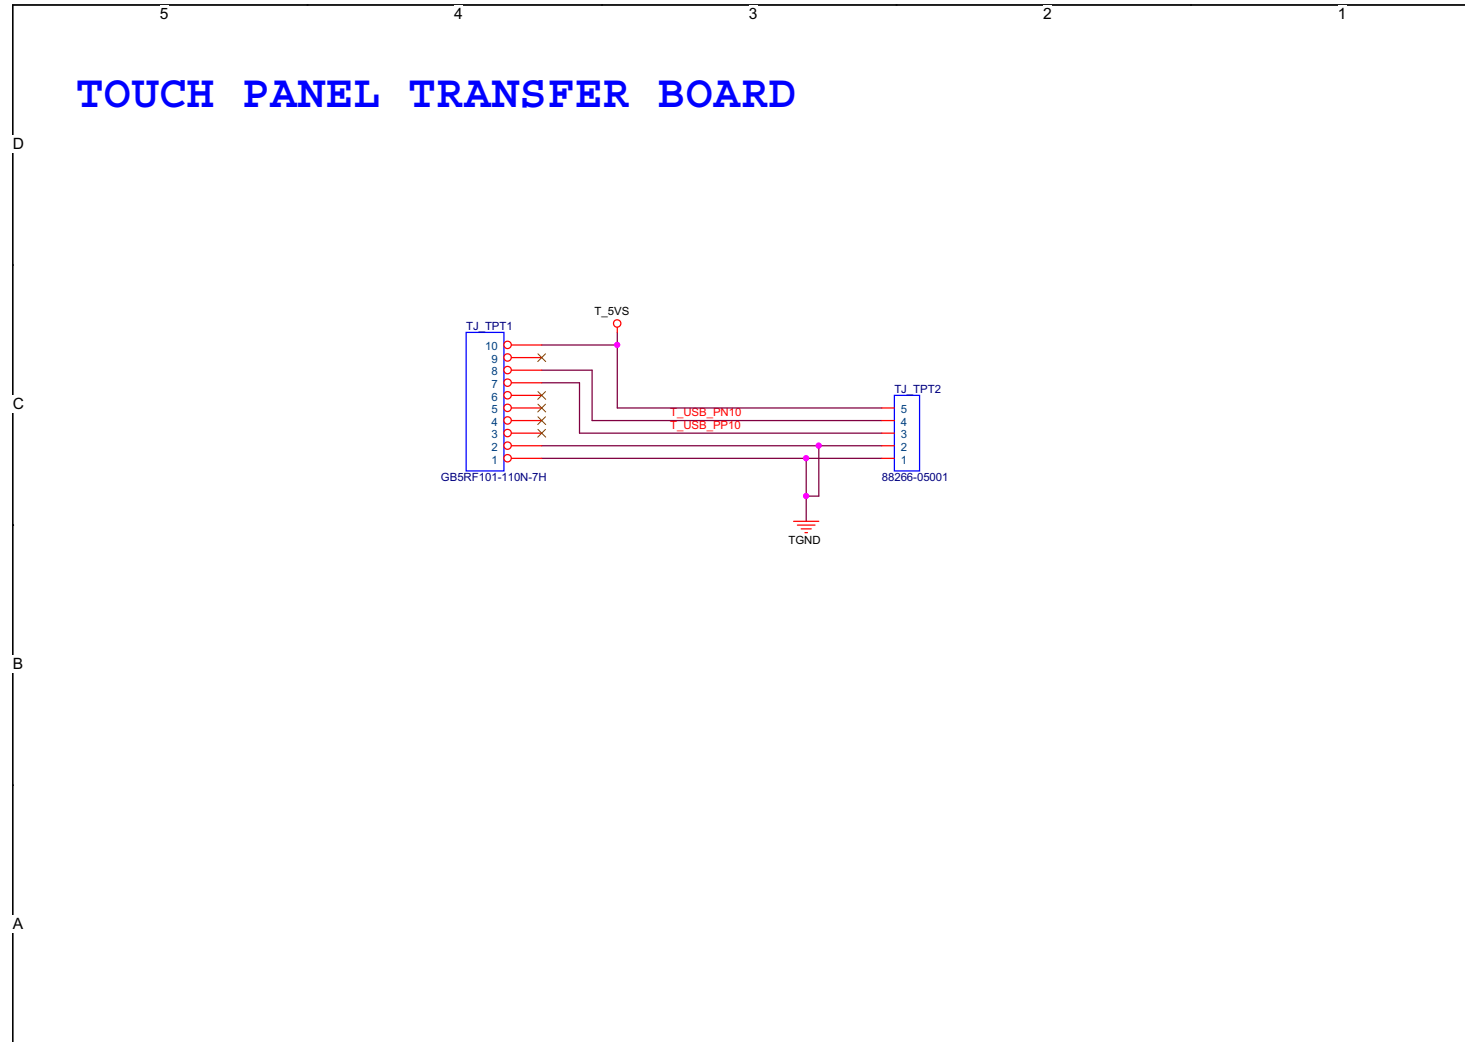 5 4 3 2 1
TOUCH PANEL TRANSFER BOARD
D
T_5VS
TJ_TPT1
10
9
8
7
6
5
4
3
2
1
GB5RF101-110N-7H
C
TJ_TPT2
5
4
3
2
1
88266-05001
T_USB_PN10
T_USB_PP10
TGND
B
A